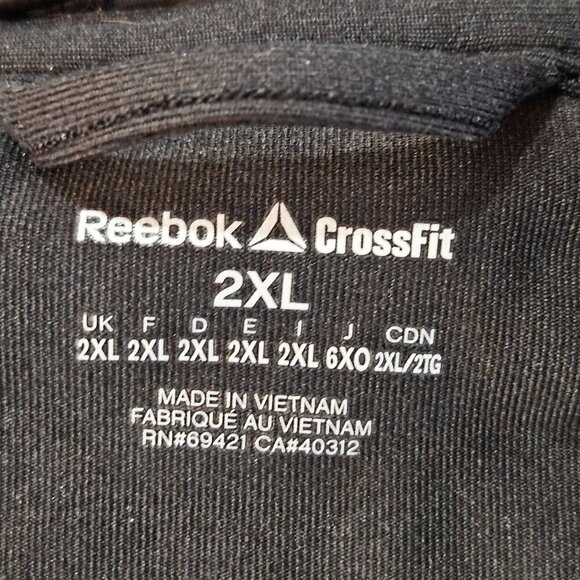 Reebok CrossFit
2XL
UK F D E I J CDN
2XL 2XL 2XL 2XL 2XL 6XO 2XL/2TG
MADE IN VIETNAM
FABRIQUÉ AU VIETNAM
RN#69421 CA#40312